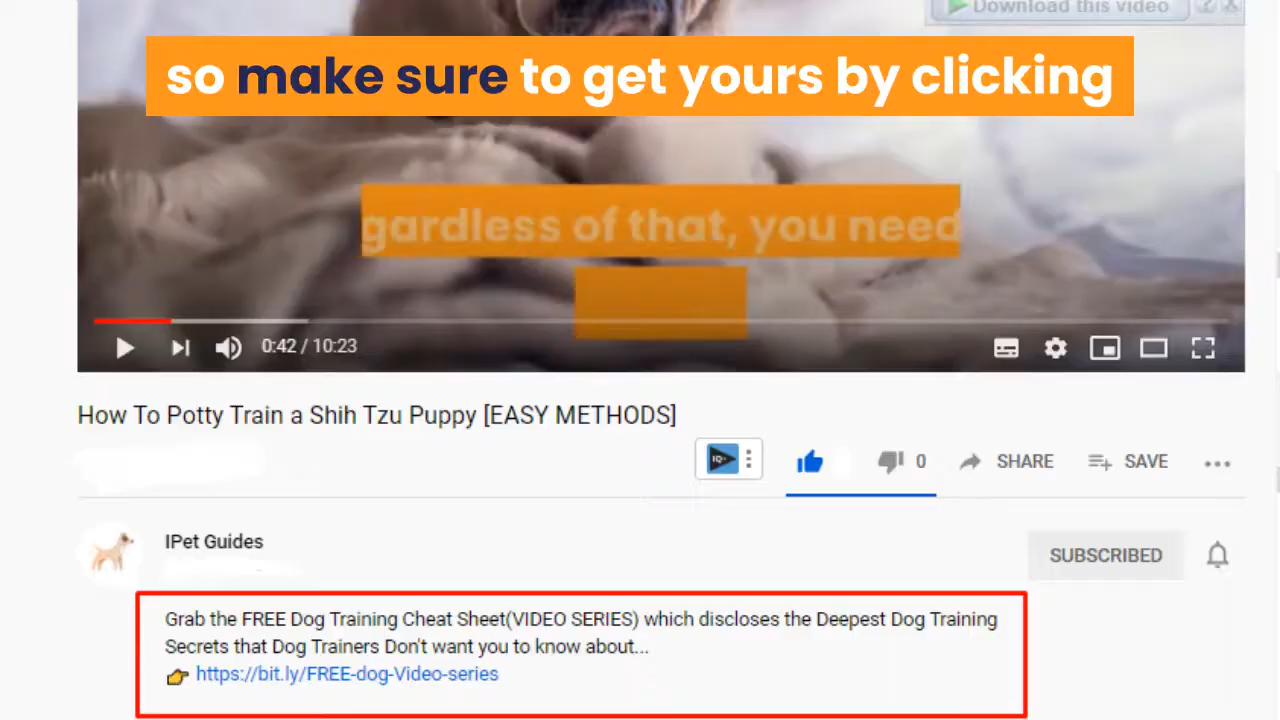 Download this video
so make sure to get yours by clicking
gardless of that, you need
0:42 / 10:23
How To Potty Train a Shih Tzu Puppy [EASY METHODS]
IQ
0
SHARE
SAVE
IPet Guides
SUBSCRIBED
Grab the FREE Dog Training Cheat Sheet(VIDEO SERIES) which discloses the Deepest Dog Training
Secrets that Dog Trainers Don't want you to know about...
https://bit.ly/FREE-dog-Video-series